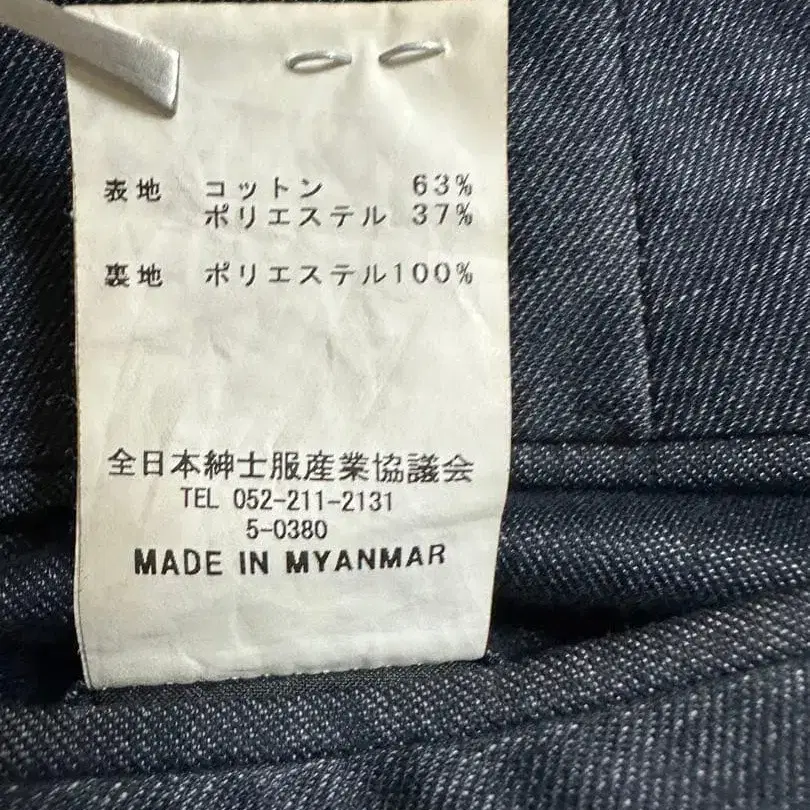 表地 コットン 63%
ポリエステル 37%
裏地 ポリエステル100%
全日本紳士服産業協議会
TEL 052-211-2131
5-0380
MADE IN MYANMAR